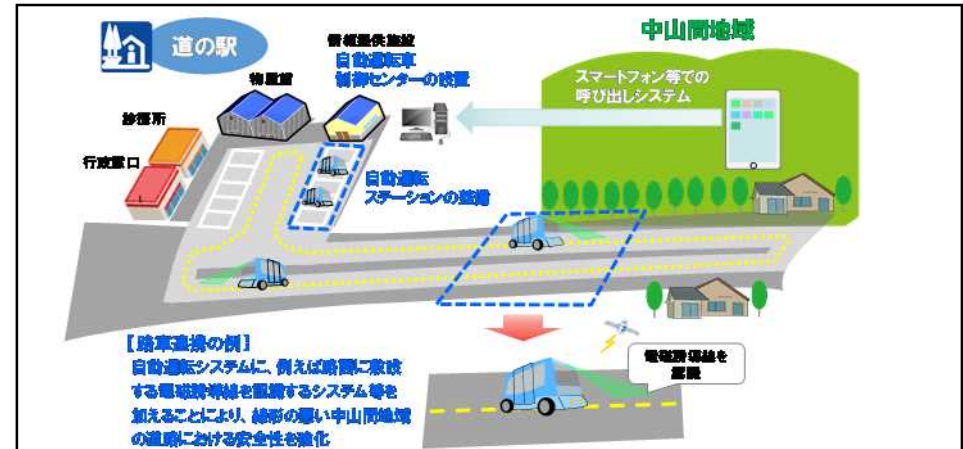 道の駅
情報提供施設
自動運転車
制御センターの設置
物産館
診療所
行政窓口
自動運転
ステーションの整備
中山間地域
スマートフォン等での
呼び出しシステム
【路車連携の例】
自動運転システムに、例えば路面に敷設
する電磁誘導線を認識するシステム等を
加えることにより、線形の悪い中山間地域
の道路における安全性を強化
電磁誘導線を
認識